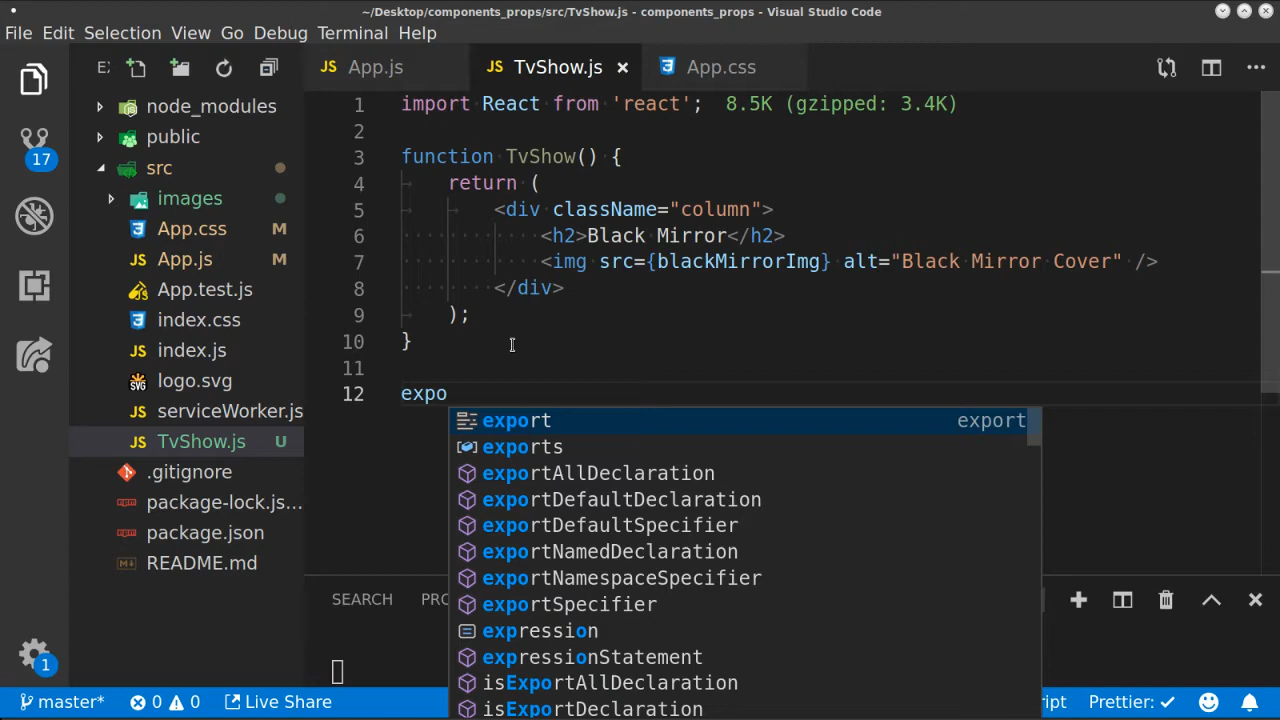 ~/Desktop/components_props/src/TvShow.js - components_props - Visual Studio Code
File Edit Selection View Go Debug Terminal Help
E:
JS App.js
JS TvShow.js
App.css
node_modules
public
src
images
App.css M
JS App.js M
App.test.js
index.css
JS index.js
SVG logo.svg
JS serviceWorker.js
JS TvShow.js U
.gitignore
package-lock.js...
package.json
README.md
17
1
1 import React from 'react'; 8.5K (gzipped: 3.4K)
2
3 function TvShow() {
4 return (
5 <div className="column">
6 <h2>Black Mirror</h2>
7 <img src={blackMirrorImg} alt="Black Mirror Cover" />
8 </div>
9 );
10 }
11
12 expo
export export
exports
exportAllDeclaration
exportDefaultDeclaration
exportDefaultSpecifier
exportNamedDeclaration
exportNamespaceSpecifier
exportSpecifier
expression
expressionStatement
isExportAllDeclaration
isExportDeclaration
SEARCH
master* 0 0 Live Share
Prettier: ✓